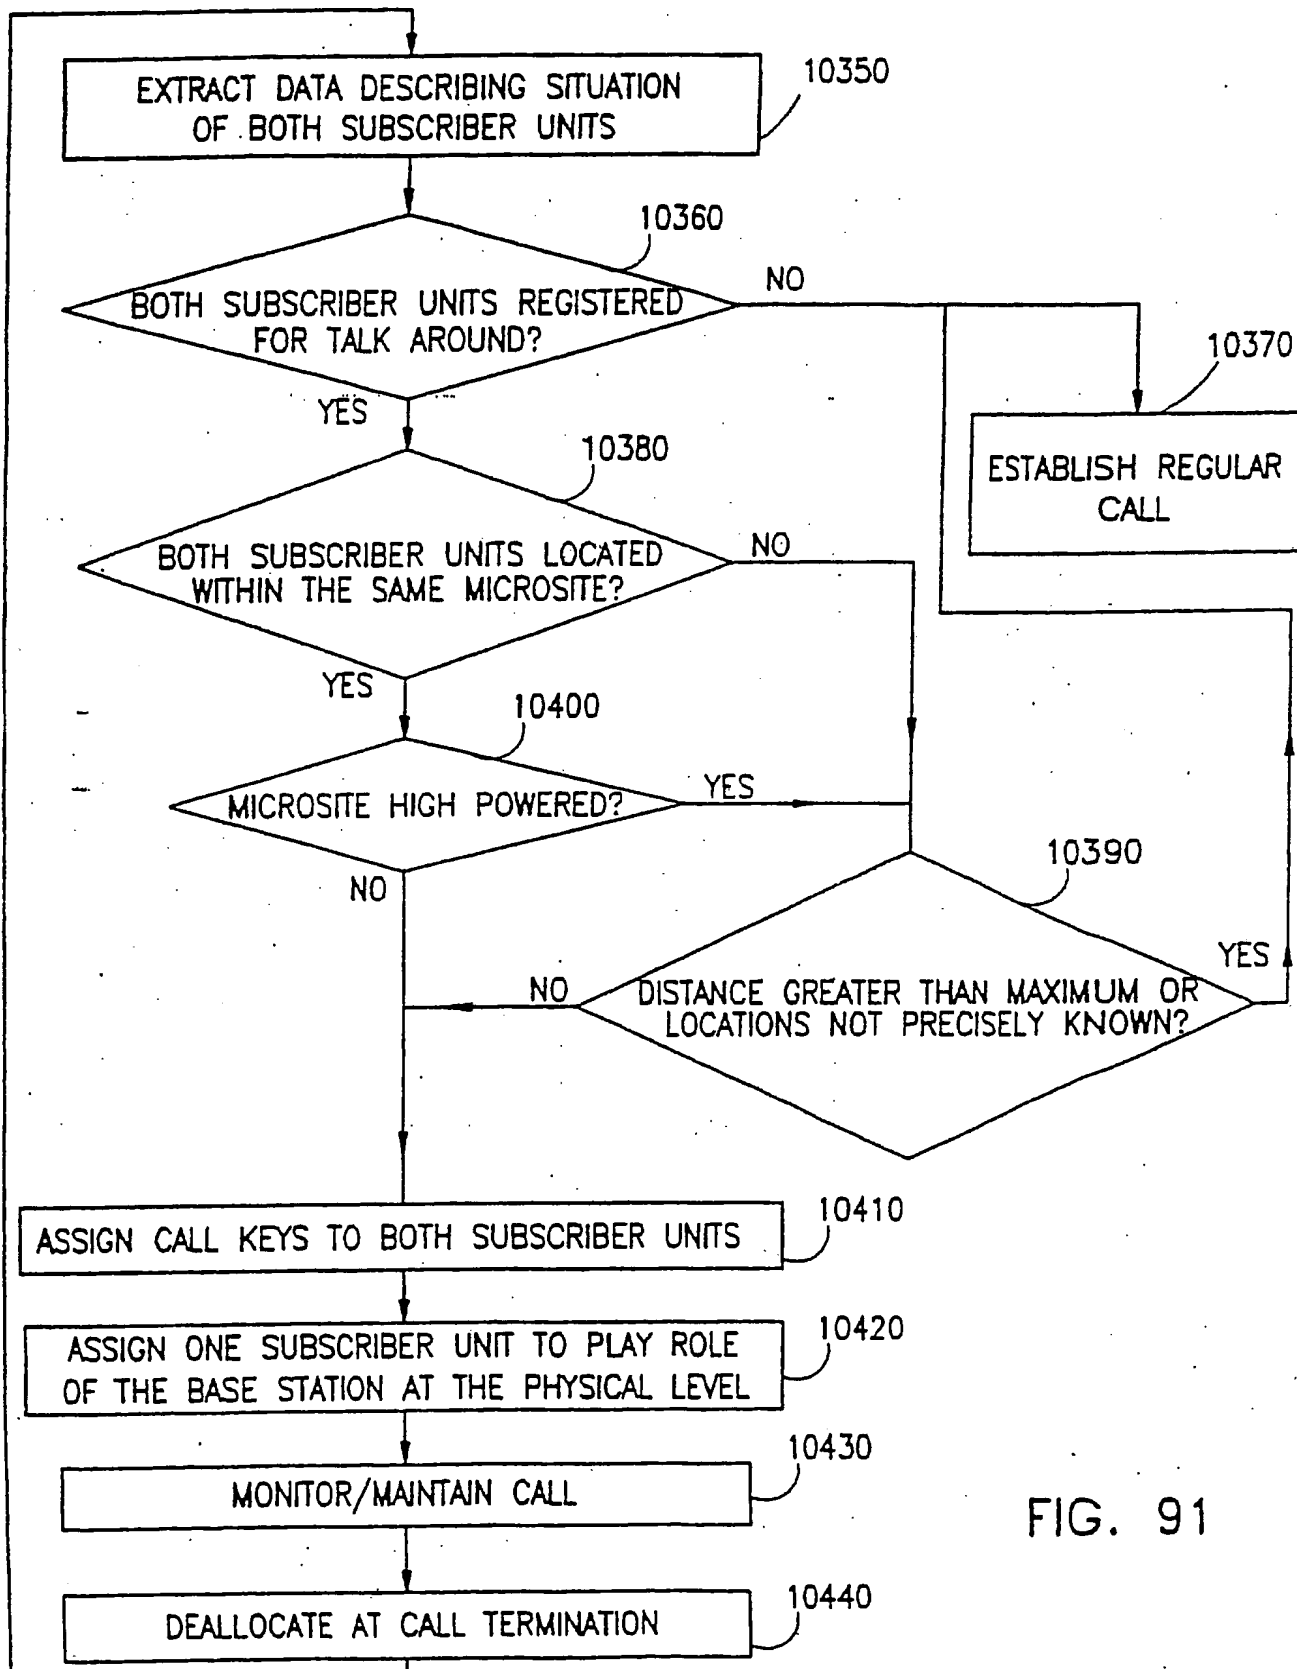 10350
EXTRACT DATA DESCRIBING SITUATION
OF BOTH SUBSCRIBER UNITS
10360
BOTH SUBSCRIBER UNITS REGISTERED
FOR TALK AROUND?
NO
10370
YES
ESTABLISH REGULAR
CALL
10380
BOTH SUBSCRIBER UNITS LOCATED
WITHIN THE SAME MICROSITE?
NO
YES
10400
MICROSITE HIGH POWERED?
YES
NO
10390
DISTANCE GREATER THAN MAXIMUM OR
LOCATIONS NOT PRECISELY KNOWN?
YES
NO
10410
ASSIGN CALL KEYS TO BOTH SUBSCRIBER UNITS
10420
ASSIGN ONE SUBSCRIBER UNIT TO PLAY ROLE
OF THE BASE STATION AT THE PHYSICAL LEVEL
10430
MONITOR/MAINTAIN CALL
10440
DEALLOCATE AT CALL TERMINATION
FIG. 91